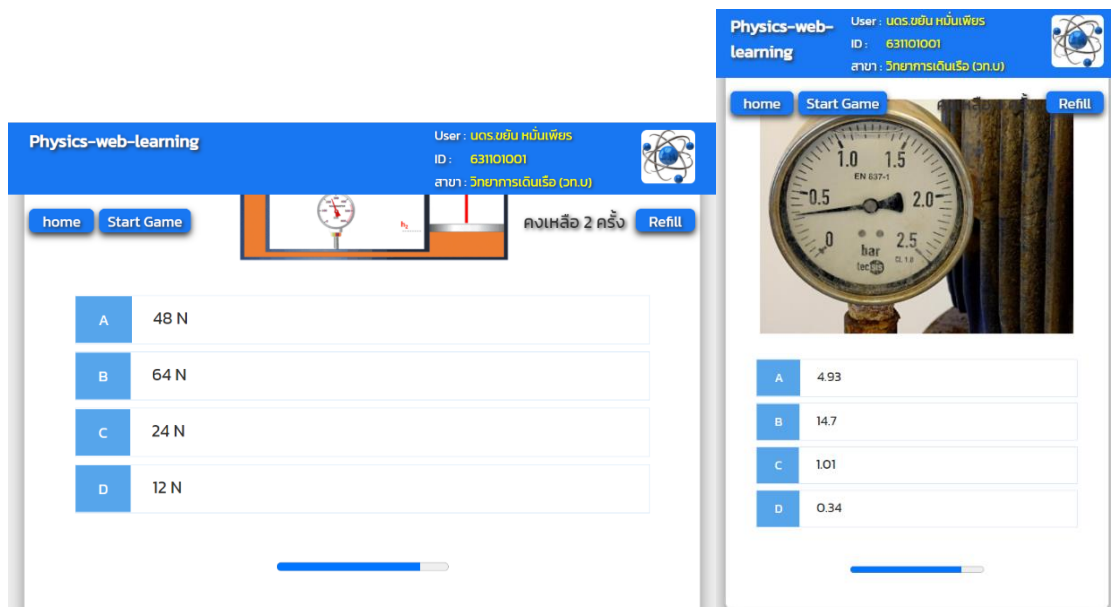 Physics-web-learning
User : นดร.ขยัน หมั่นเพียร
ID : 631101001
สาขา : วิทยาการเดินเรือ (วท.บ)
home
Start Game
h₂
คงเหลือ 2 ครั้ง
Refill
A 48 N
B 64 N
C 24 N
D 12 N
Physics-web-
learning
User : นดร.ขยัน หมั่นเพียร
ID : 631101001
สาขา : วิทยาการเดินเรือ (วท.บ)
home
Start Game
Refill
1.0 1.5
EN 837-1
0.5 2.0
0 2.5
bar
CL 1.0
tecsis
A 4.93
B 14.7
C 1.01
D 0.34